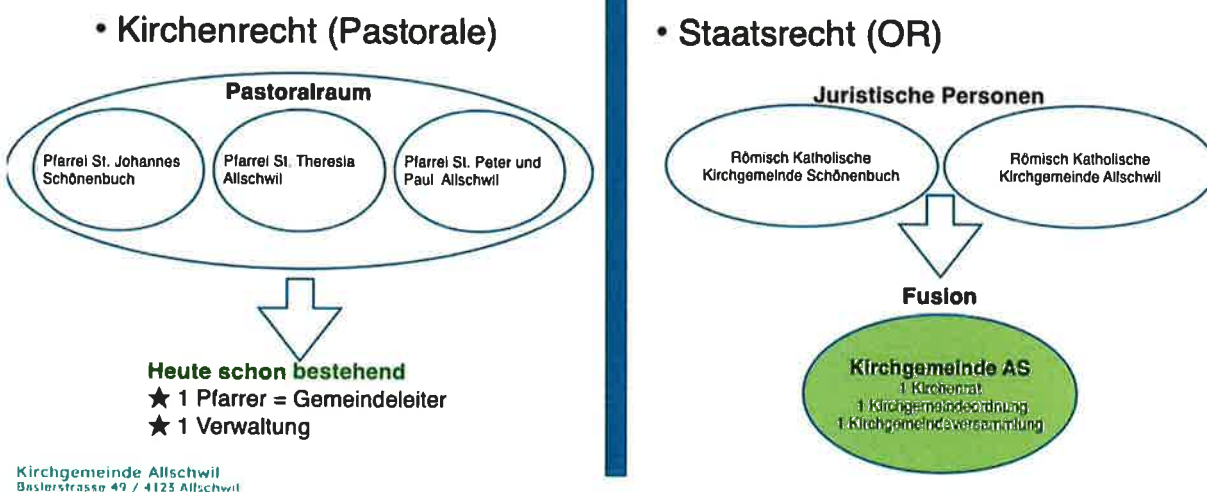 • Kirchenrecht (Pastorale)
Pastoralraum
Pfarrei St. Johannes
Schönenbuch
Pfarrei St. Theresia
Allschwil
Pfarrei St. Peter und
Paul Allschwil
Heute schon bestehend
★ 1 Pfarrer = Gemeindeleiter
★ 1 Verwaltung
Kirchgemeinde Allschwil
Baslerstrasse 49 / 4123 Allschwil
• Staatsrecht (OR)
Juristische Personen
Römisch Katholische
Kirchgemeinde Schönenbuch
Römisch Katholische
Kirchgemeinde Allschwil
Fusion
Kirchgemeinde AS
1 Kirchenrat
1 Kirchgemeindeordnung
1 Kirchgemeindeversammlung